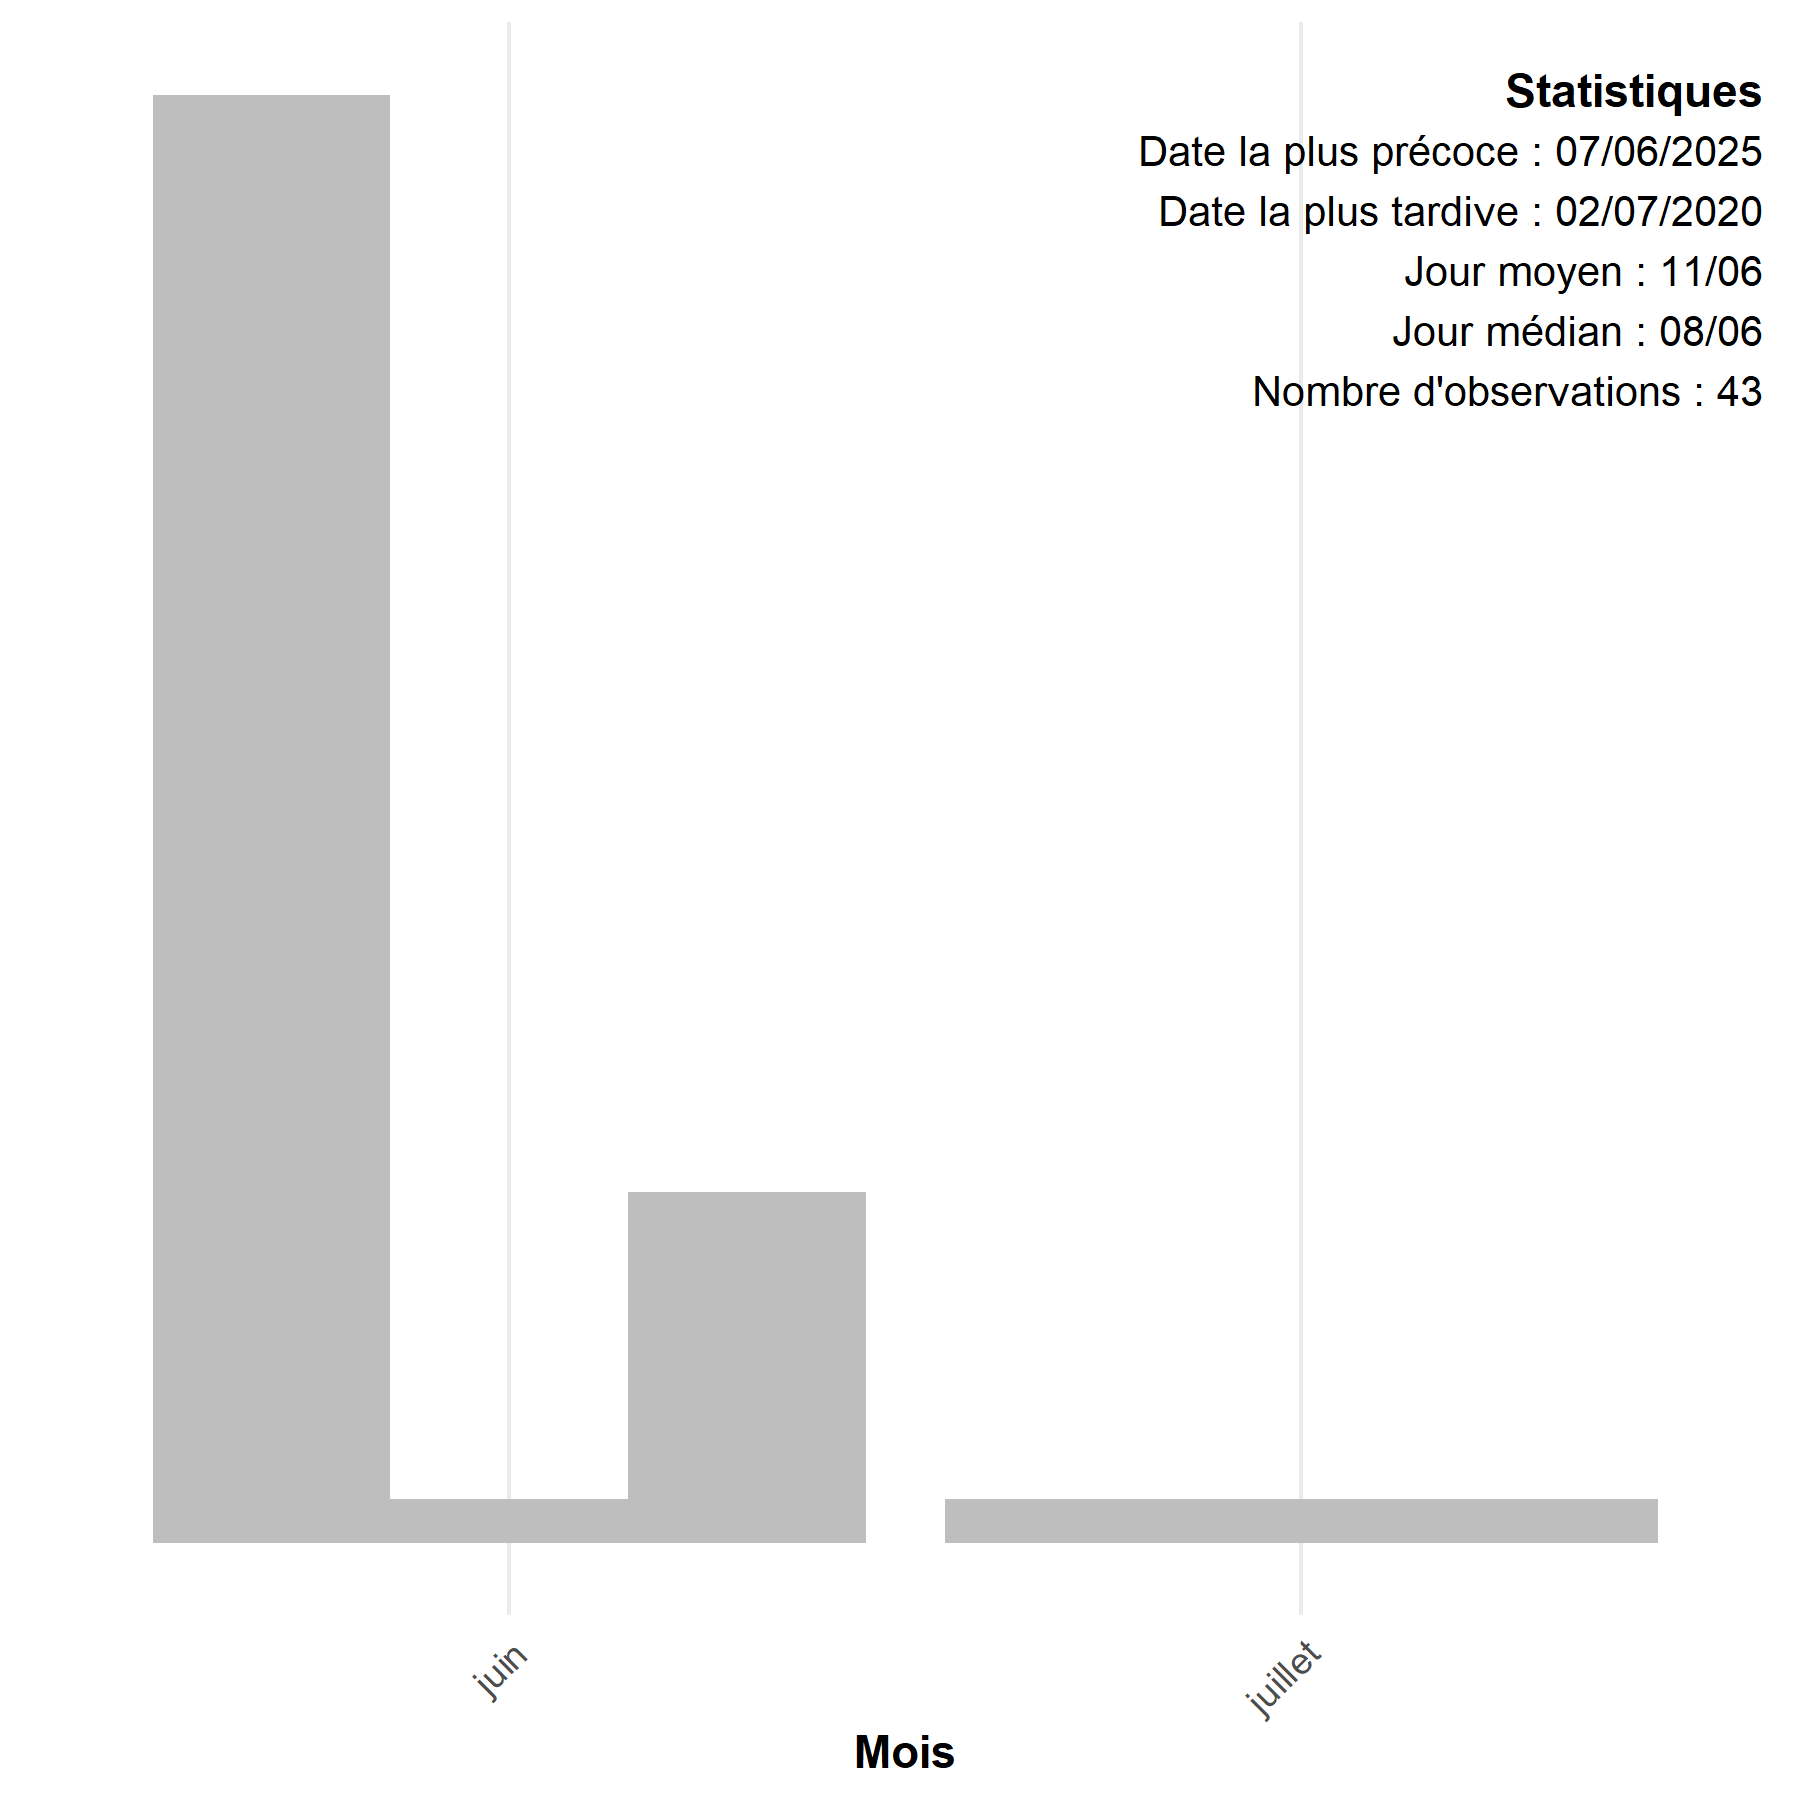 Statistiques
Date la plus précoce : 07/06/2025
Date la plus tardive : 02/07/2020
Jour moyen : 11/06
Jour médian : 08/06
Nombre d'observations : 43
juin
juillet
Mois